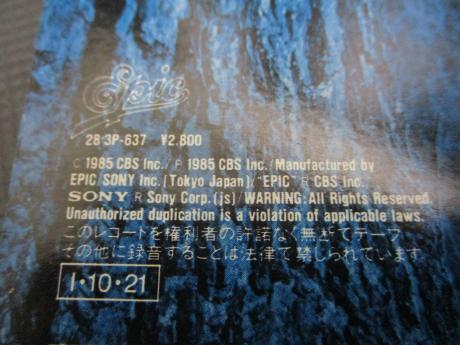 Epic
28·3P-637 ¥2,800
Ⓒ1985 CBS Inc./Ⓟ1985 CBS Inc./Manufactured by
EPIC/SONY Inc.(Tokyo Japan)/"EPIC"Ⓡ CBS Inc./
SONYⓇ Sony Corp.(js)/WARNING:All Rights Reserved.
Unauthorized duplication is a violation of applicable laws.
このレコードを権利者の許諾なく無断でテープ
その他に録音することは法律で禁じられています。
I·10·21